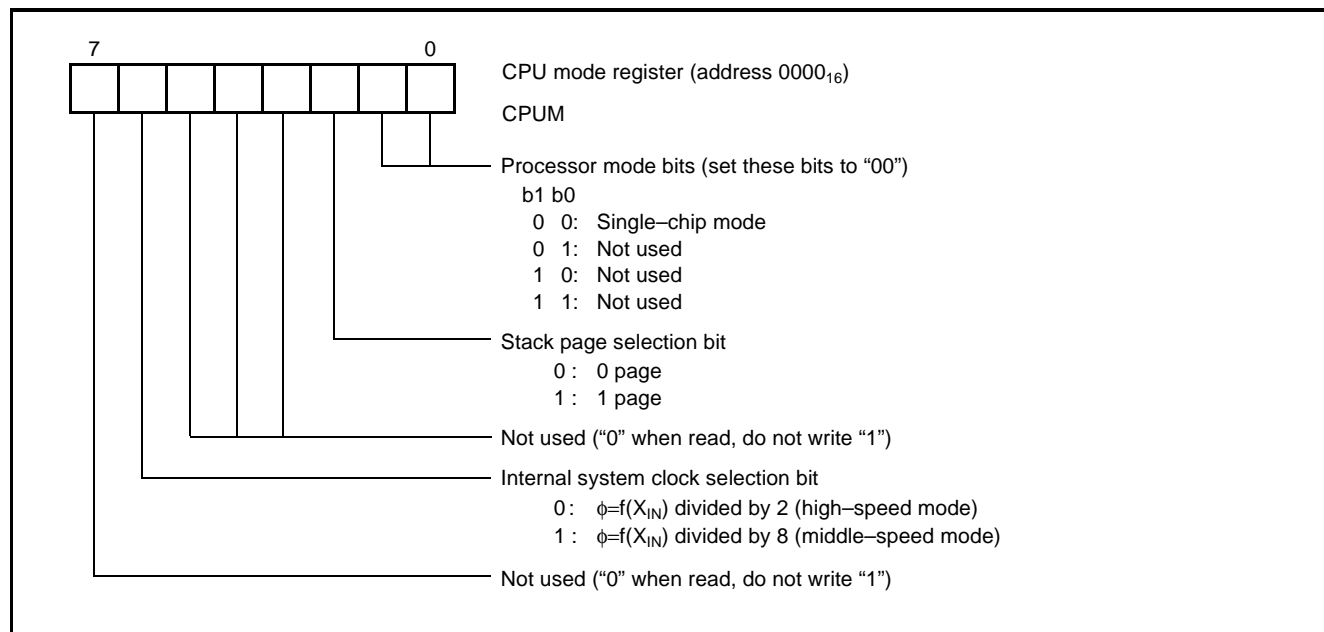 7 0
CPU mode register (address 0000₁₆)
CPUM
Processor mode bits (set these bits to “00”)
b1 b0
0 0: Single–chip mode
0 1: Not used
1 0: Not used
1 1: Not used
Stack page selection bit
0 : 0 page
1 : 1 page
Not used (“0” when read, do not write “1”)
Internal system clock selection bit
0 : ϕ=f(X_IN) divided by 2 (high–speed mode)
1 : ϕ=f(X_IN) divided by 8 (middle–speed mode)
Not used (“0” when read, do not write “1”)